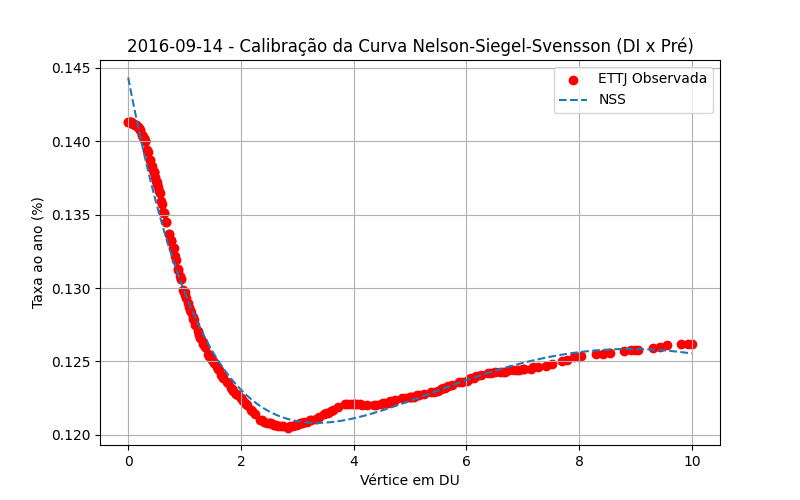 2016-09-14 - Calibração da Curva Nelson-Siegel-Svensson (DI x Pré)
ETTJ Observada
NSS
Taxa ao ano (%)
0.145
0.140
0.135
0.130
0.125
0.120
0
2
4
6
8
10
Vértice em DU